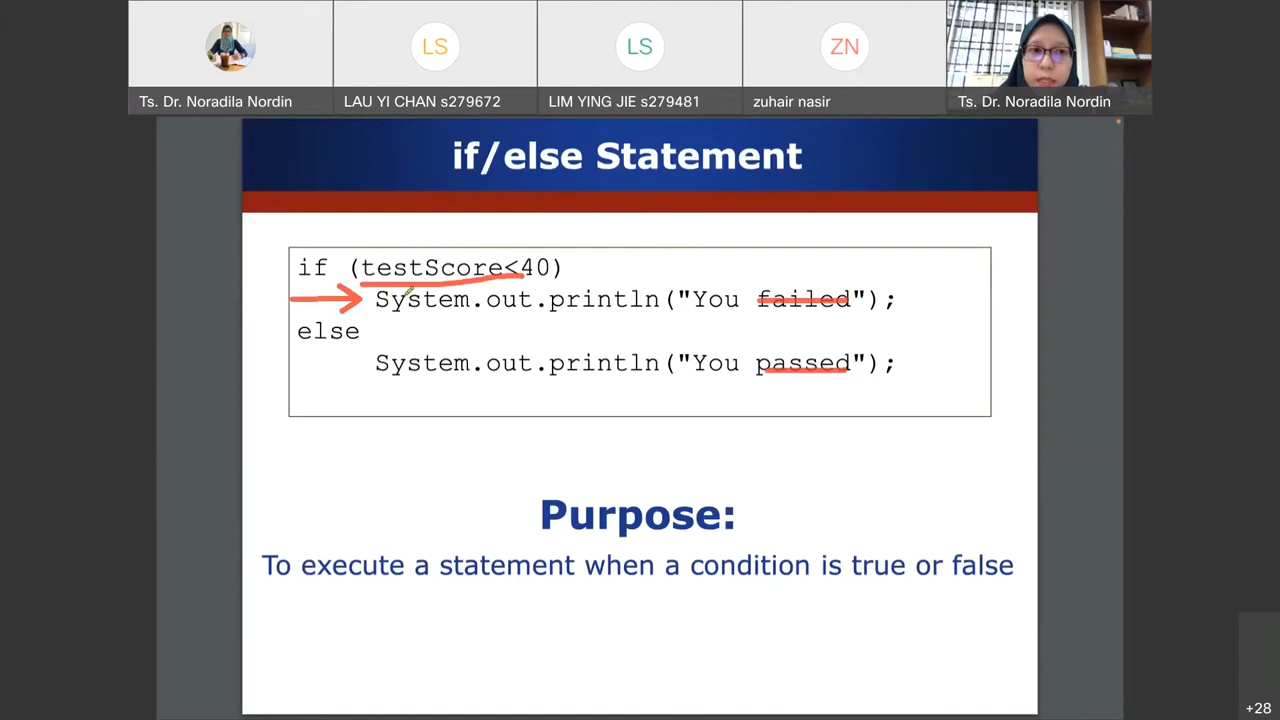 LS
LS
ZN
Ts. Dr. Noradila Nordin
LAU YI CHAN s279672
LIM YING JIE s279481
zuhair nasir
Ts. Dr. Noradila Nordin
if/else Statement
if (testScore<40)
System.out.println("You failed");
else
System.out.println("You passed");
Purpose:
To execute a statement when a condition is true or false
+28